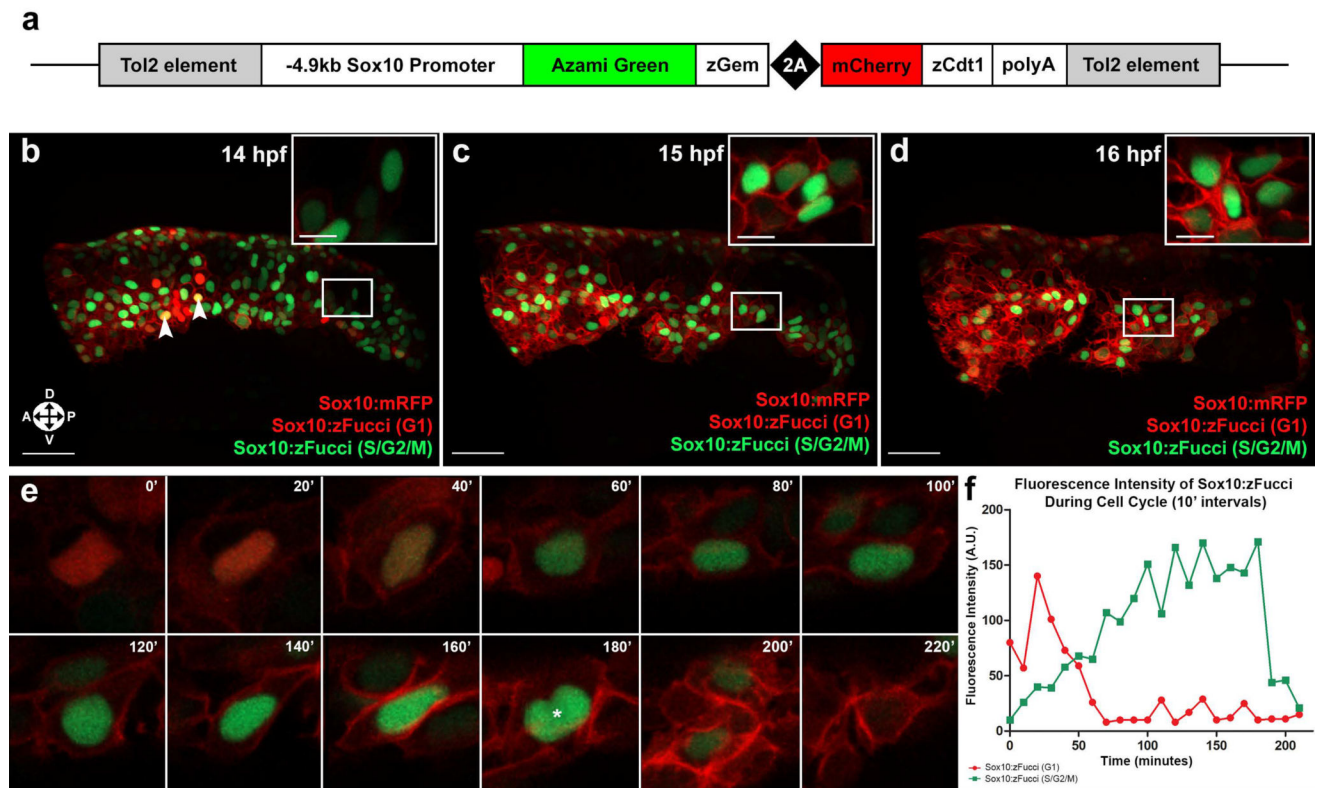 a
Tol2 element
-4.9kb Sox10 Promoter
Azami Green
zGem
2A
mCherry
zCdt1
polyA
Tol2 element
b
14 hpf
D
A P
V
Sox10:mRFP
Sox10:zFucci (G1)
Sox10:zFucci (S/G2/M)
c
15 hpf
Sox10:mRFP
Sox10:zFucci (G1)
Sox10:zFucci (S/G2/M)
d
16 hpf
Sox10:mRFP
Sox10:zFucci (G1)
Sox10:zFucci (S/G2/M)
e
0’
20’
40’
60’
80’
100’
120’
140’
160’
180’
*
200’
220’
f
Fluorescence Intensity of Sox10:zFucci
During Cell Cycle (10’ intervals)
Fluorescence Intensity (A.U.)
200
150
100
50
0
0 50 100 150 200
Time (minutes)
Sox10:zFucci (G1)
Sox10:zFucci (S/G2/M)